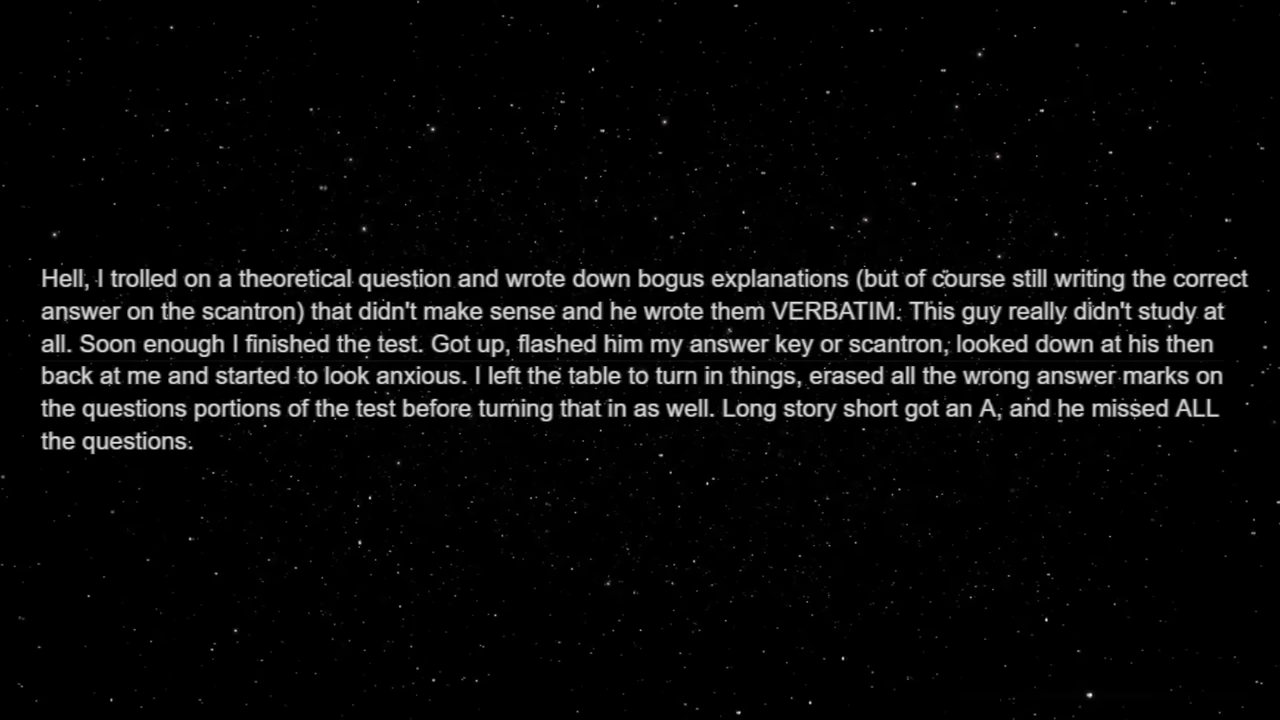 Hell, I trolled on a theoretical question and wrote down bogus explanations (but of course still writing the correct
answer on the scantron) that didn't make sense and he wrote them VERBATIM. This guy really didn't study at
all. Soon enough I finished the test. Got up, flashed him my answer key or scantron, looked down at his then
back at me and started to look anxious. I left the table to turn in things, erased all the wrong answer marks on
the questions portions of the test before turning that in as well. Long story short got an A, and he missed ALL
the questions.